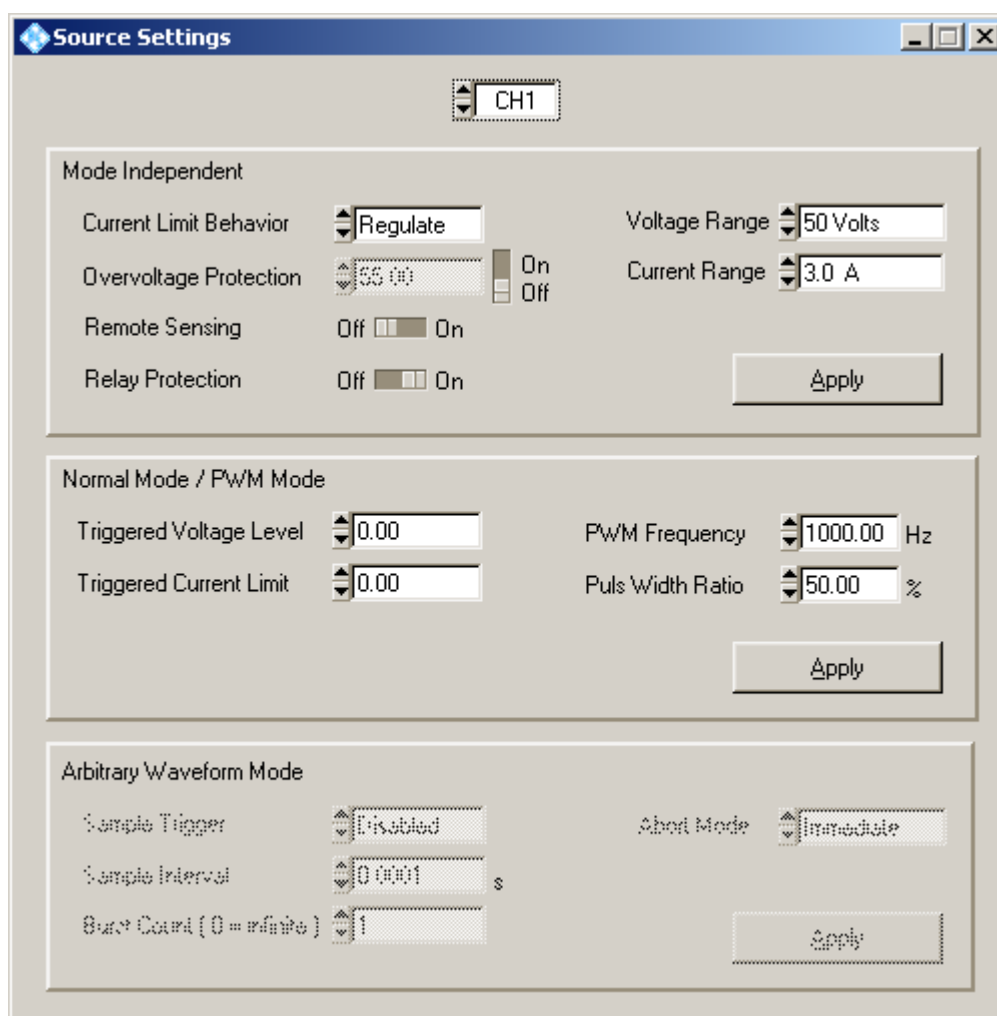 Source Settings
CH1
Mode Independent
Current Limit Behavior Regulate Voltage Range 50 Volts
Overvoltage Protection 55.00 On Off Current Range 3.0 A
Remote Sensing Off On
Relay Protection Off On Apply
Normal Mode / PWM Mode
Triggered Voltage Level 0.00 PWM Frequency 1000.00 Hz
Triggered Current Limit 0.00 Puls Width Ratio 50.00 %
Apply
Arbitrary Waveform Mode
Sample Trigger Disabled Abort Mode Immediate
Sample Interval 0.0001 s
Burst Count ( 0 = infinite ) 1 Apply